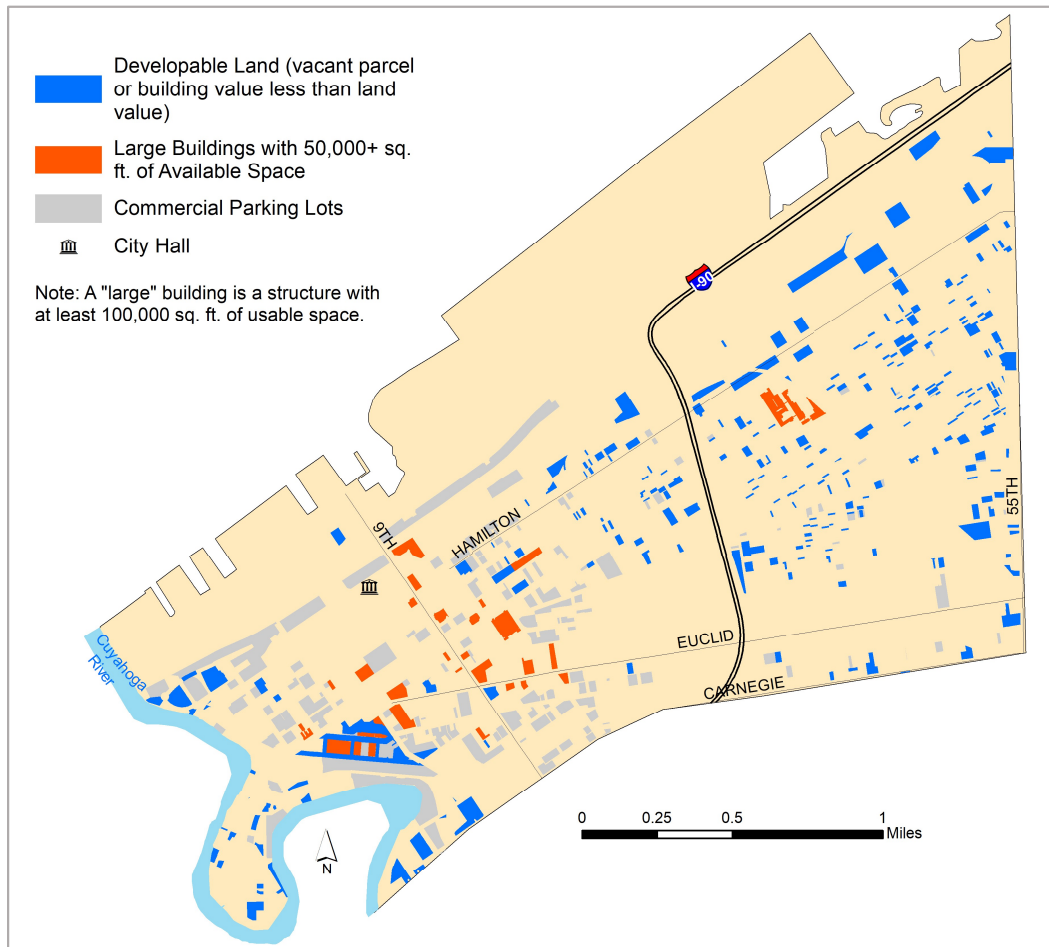 Developable Land (vacant parcel
or building value less than land
value)
Large Buildings with 50,000+ sq.
ft. of Available Space
Commercial Parking Lots
City Hall
Note: A "large" building is a structure with
at least 100,000 sq. ft. of usable space.
I-90
55TH
9TH
HAMILTON
EUCLID
CARNEGIE
Cuyahoga
River
0 0.25 0.5 1
Miles
N